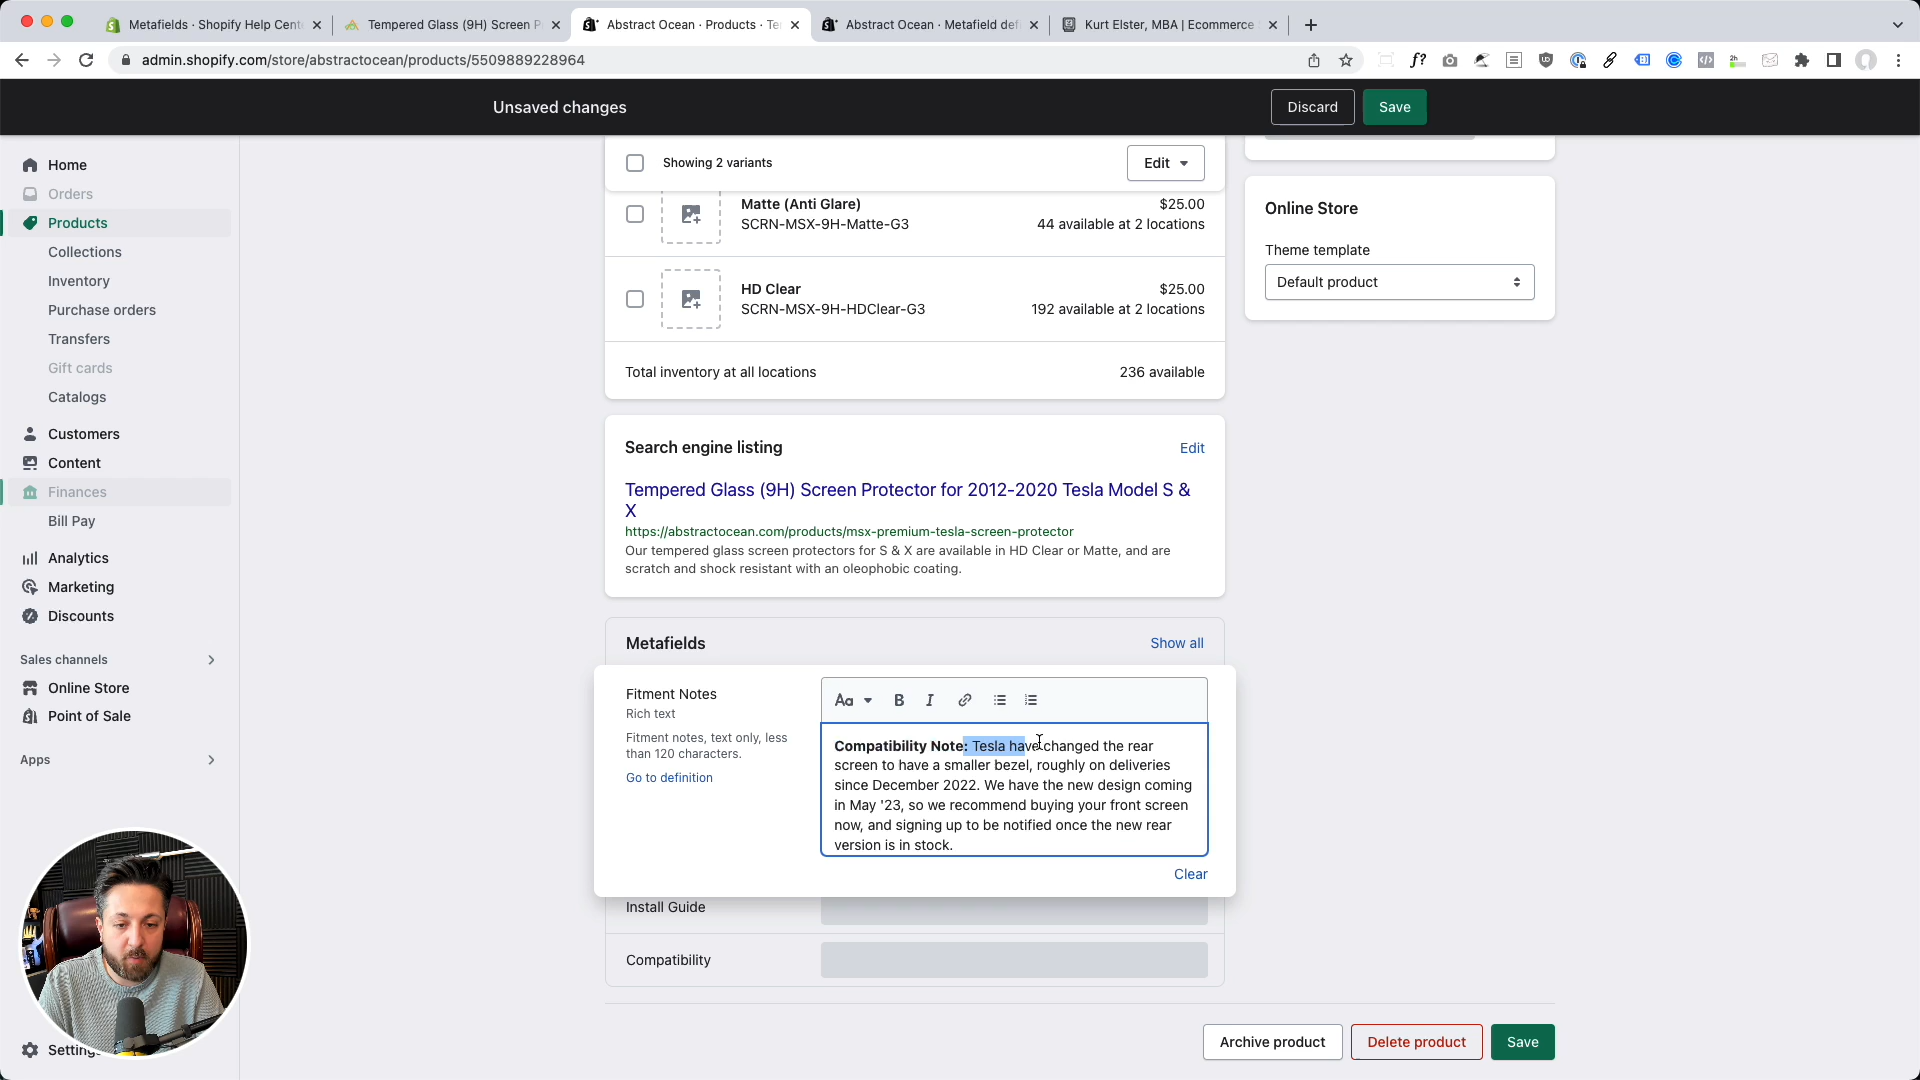 Metafields · Shopify Help Cent
Tempered Glass (9H) Screen P
Abstract Ocean · Products · Te
Abstract Ocean · Metafield def
Kurt Elster, MBA | Ecommerce
admin.shopify.com/store/abstractocean/products/5509889228964
Unsaved changes
Discard
Save
Home
Orders
Products
Collections
Inventory
Purchase orders
Transfers
Gift cards
Catalogs
Customers
Content
Finances
Bill Pay
Analytics
Marketing
Discounts
Sales channels
Online Store
Point of Sale
Apps
Settings
Showing 2 variants
Edit
Matte (Anti Glare)
$25.00
SCRN-MSX-9H-Matte-G3
44 available at 2 locations
HD Clear
$25.00
SCRN-MSX-9H-HDClear-G3
192 available at 2 locations
Total inventory at all locations
236 available
Search engine listing
Edit
Tempered Glass (9H) Screen Protector for 2012-2020 Tesla Model S &
X
https://abstractocean.com/products/msx-premium-tesla-screen-protector
Our tempered glass screen protectors for S & X are available in HD Clear or Matte, and are
scratch and shock resistant with an oleophobic coating.
Metafields
Show all
Fitment Notes
Rich text
Fitment notes, text only, less
than 120 characters.
Go to definition
Aa
B
I
Compatibility Note: Tesla have changed the rear
screen to have a smaller bezel, roughly on deliveries
since December 2022. We have the new design coming
in May '23, so we recommend buying your front screen
now, and signing up to be notified once the new rear
version is in stock.
Clear
Install Guide
Compatibility
Archive product
Delete product
Save
Online Store
Theme template
Default product